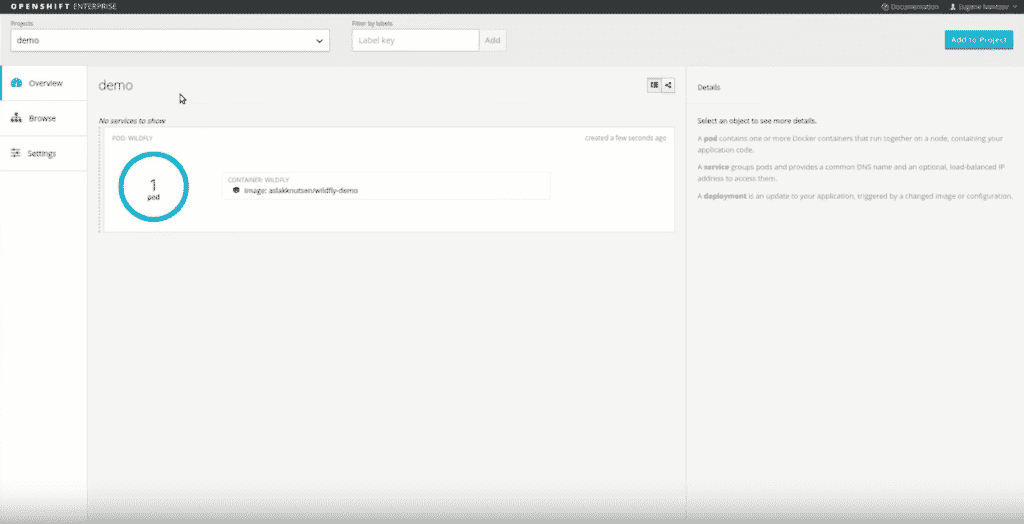 OPENSHIFT ENTERPRISE
Documentation
Eugene
Projects
Filter by labels
demo
Label key
Add
Add to Project
Overview
Browse
Settings
demo
No services to show
POD: WILDFLY
created a few seconds ago
1
pod
CONTAINER: WILDFLY
Image: aslakknutsen/wildfly-demo
Details
Select an object to see more details.
A pod contains one or more Docker containers that run together on a node, containing your
application code.
A service groups pods and provides a common DNS name and an optional, load-balanced IP
address to access them.
A deployment is an update to your application, triggered by a changed image or configuration.